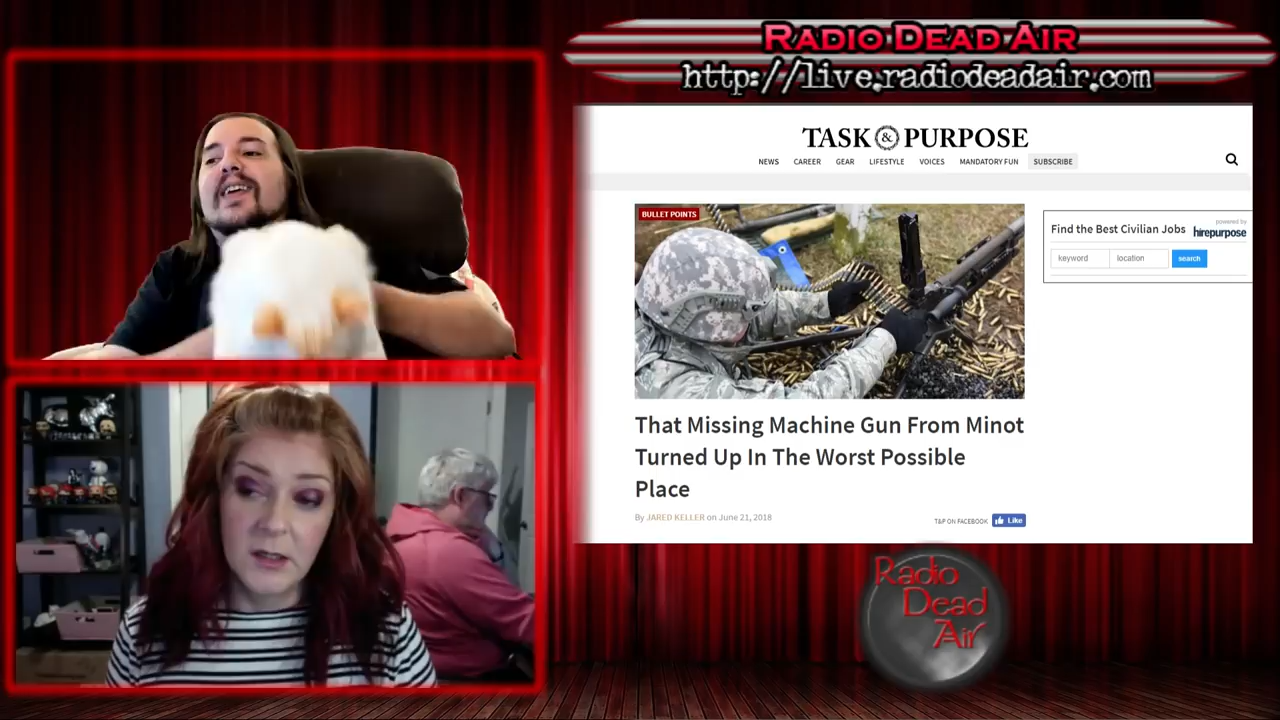 RADIO DEAD AIR
http://live.radiodeadair.com
TASK & PURPOSE
NEWS CAREER GEAR LIFESTYLE VOICES MANDATORY FUN SUBSCRIBE
BULLET POINTS
powered by
Find the Best Civilian Jobs hirepurpose
keyword location search
That Missing Machine Gun From Minot
Turned Up In The Worst Possible
Place
By JARED KELLER on June 21, 2018
T&P ON FACEBOOK Like
Radio
Dead
Air